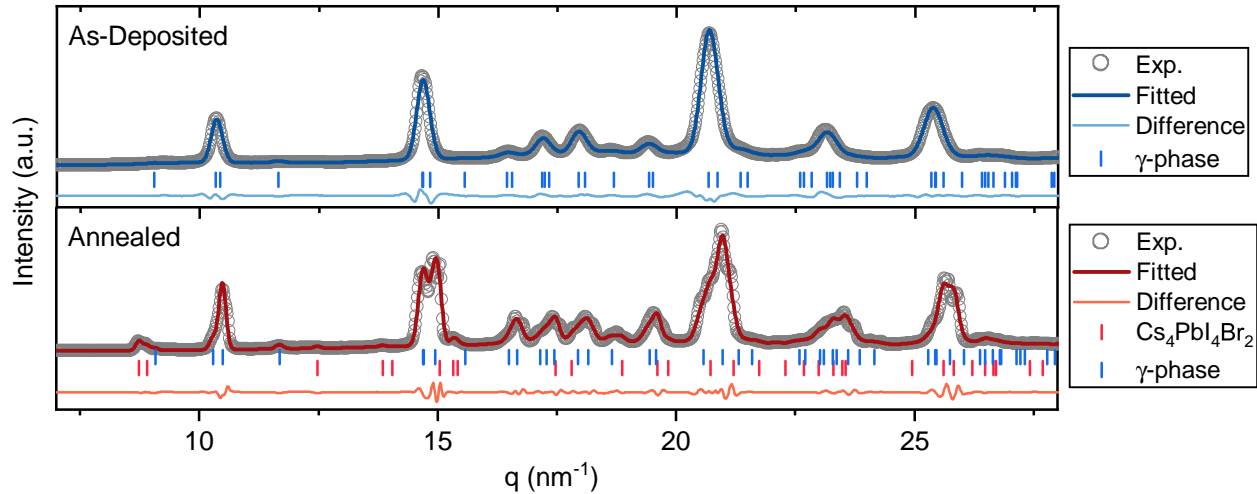 As-Deposited
Exp.
Fitted
Difference
γ-phase
Intensity (a.u.)
Annealed
Exp.
Fitted
Difference
Cs₄PbI₄Br₂
γ-phase
10 15 20 25
q (nm⁻¹)